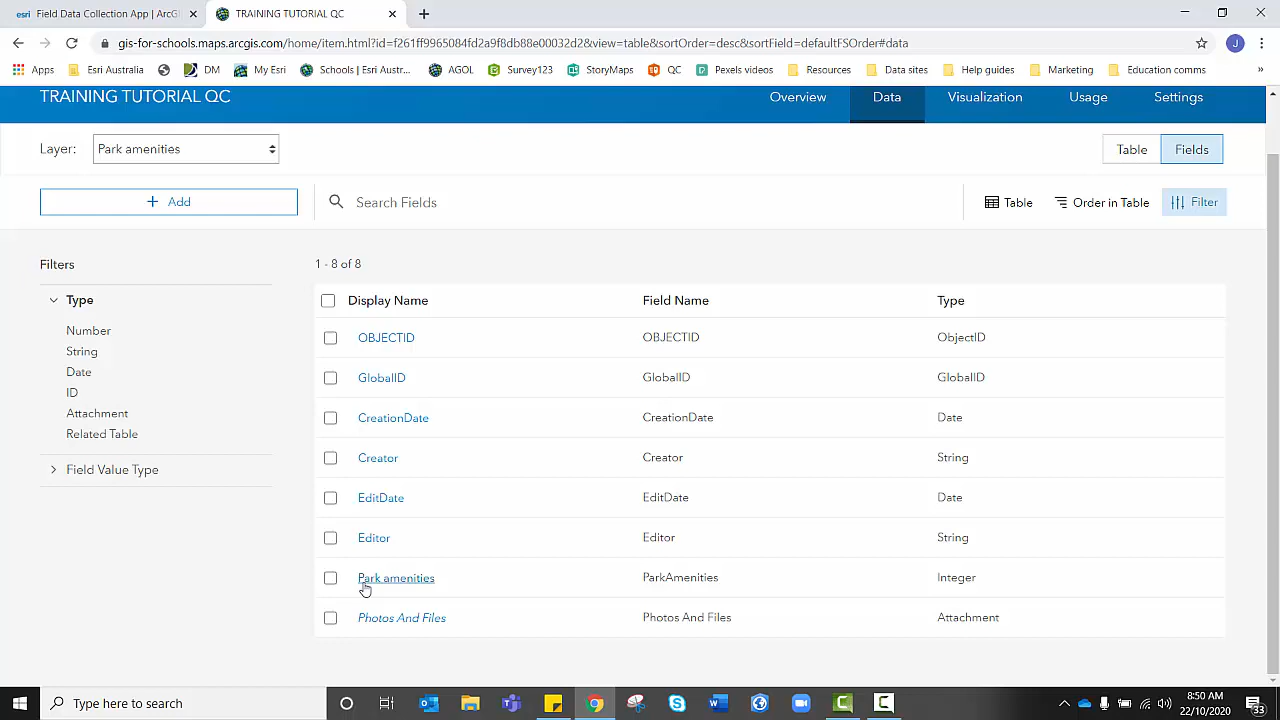 esri Field Data Collection App | ArcG
TRAINING TUTORIAL QC
gis-for-schools.maps.arcgis.com/home/item.html?id=f261ff9965084fd2a9f8db88d00032d2&view=table&sortOrder=desc&sortField=defaultFSOrder#data
J
Apps Esri Australia DM My Esri Schools | Esri Austr... AGOL Survey123 StoryMaps QC Pexels videos Resources Data sites Help guides Marketing Education comms »
TRAINING TUTORIAL QC Overview Data Visualization Usage Settings
Layer: Park amenities Table Fields
+ Add Search Fields Table Order in Table Filter
Filters
1 - 8 of 8
Type
Number
String
Date
ID
Attachment
Related Table
Field Value Type
Display Name Field Name Type
OBJECTID OBJECTID ObjectID
GlobalID GlobalID GlobalID
CreationDate CreationDate Date
Creator Creator String
EditDate EditDate Date
Editor Editor String
Park amenities ParkAmenities Integer
Photos And Files Photos And Files Attachment
Type here to search
8:50 AM
22/10/2020
33